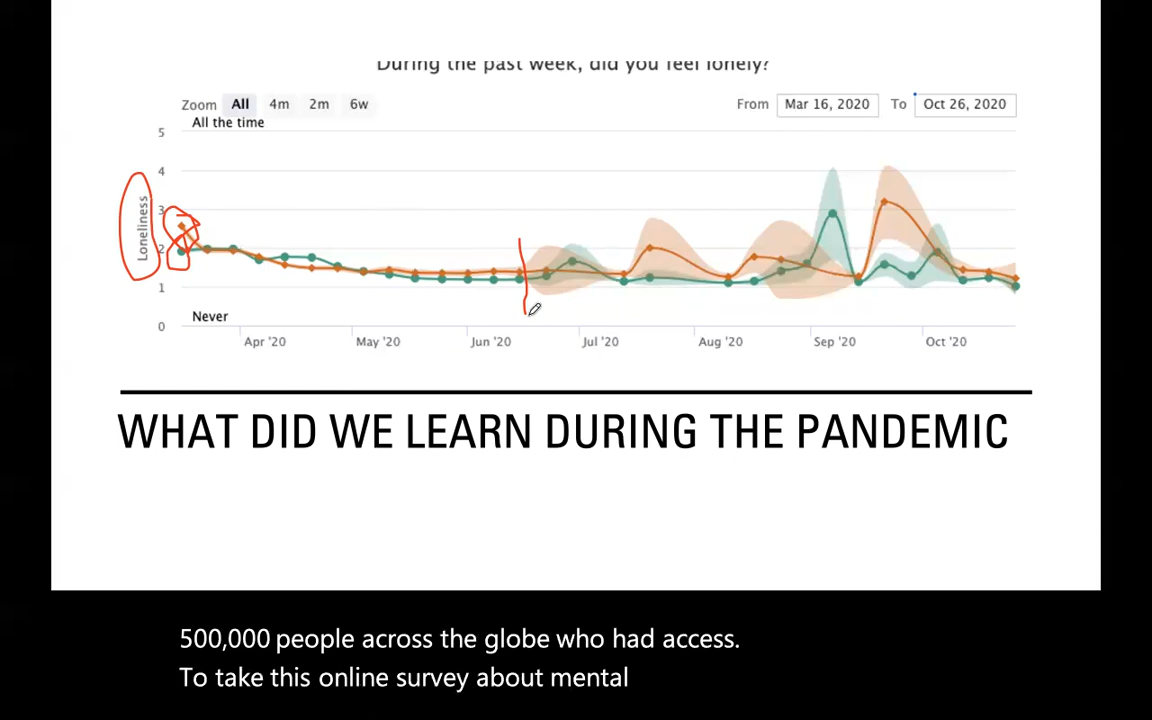 During the past week, did you feel lonely?
Zoom All 4m 2m 6w From Mar 16, 2020 To Oct 26, 2020
All the time
5
4
3
2
1
0
Loneliness
Never
Apr '20 May '20 Jun '20 Jul '20 Aug '20 Sep '20 Oct '20
WHAT DID WE LEARN DURING THE PANDEMIC
500,000 people across the globe who had access.
To take this online survey about mental